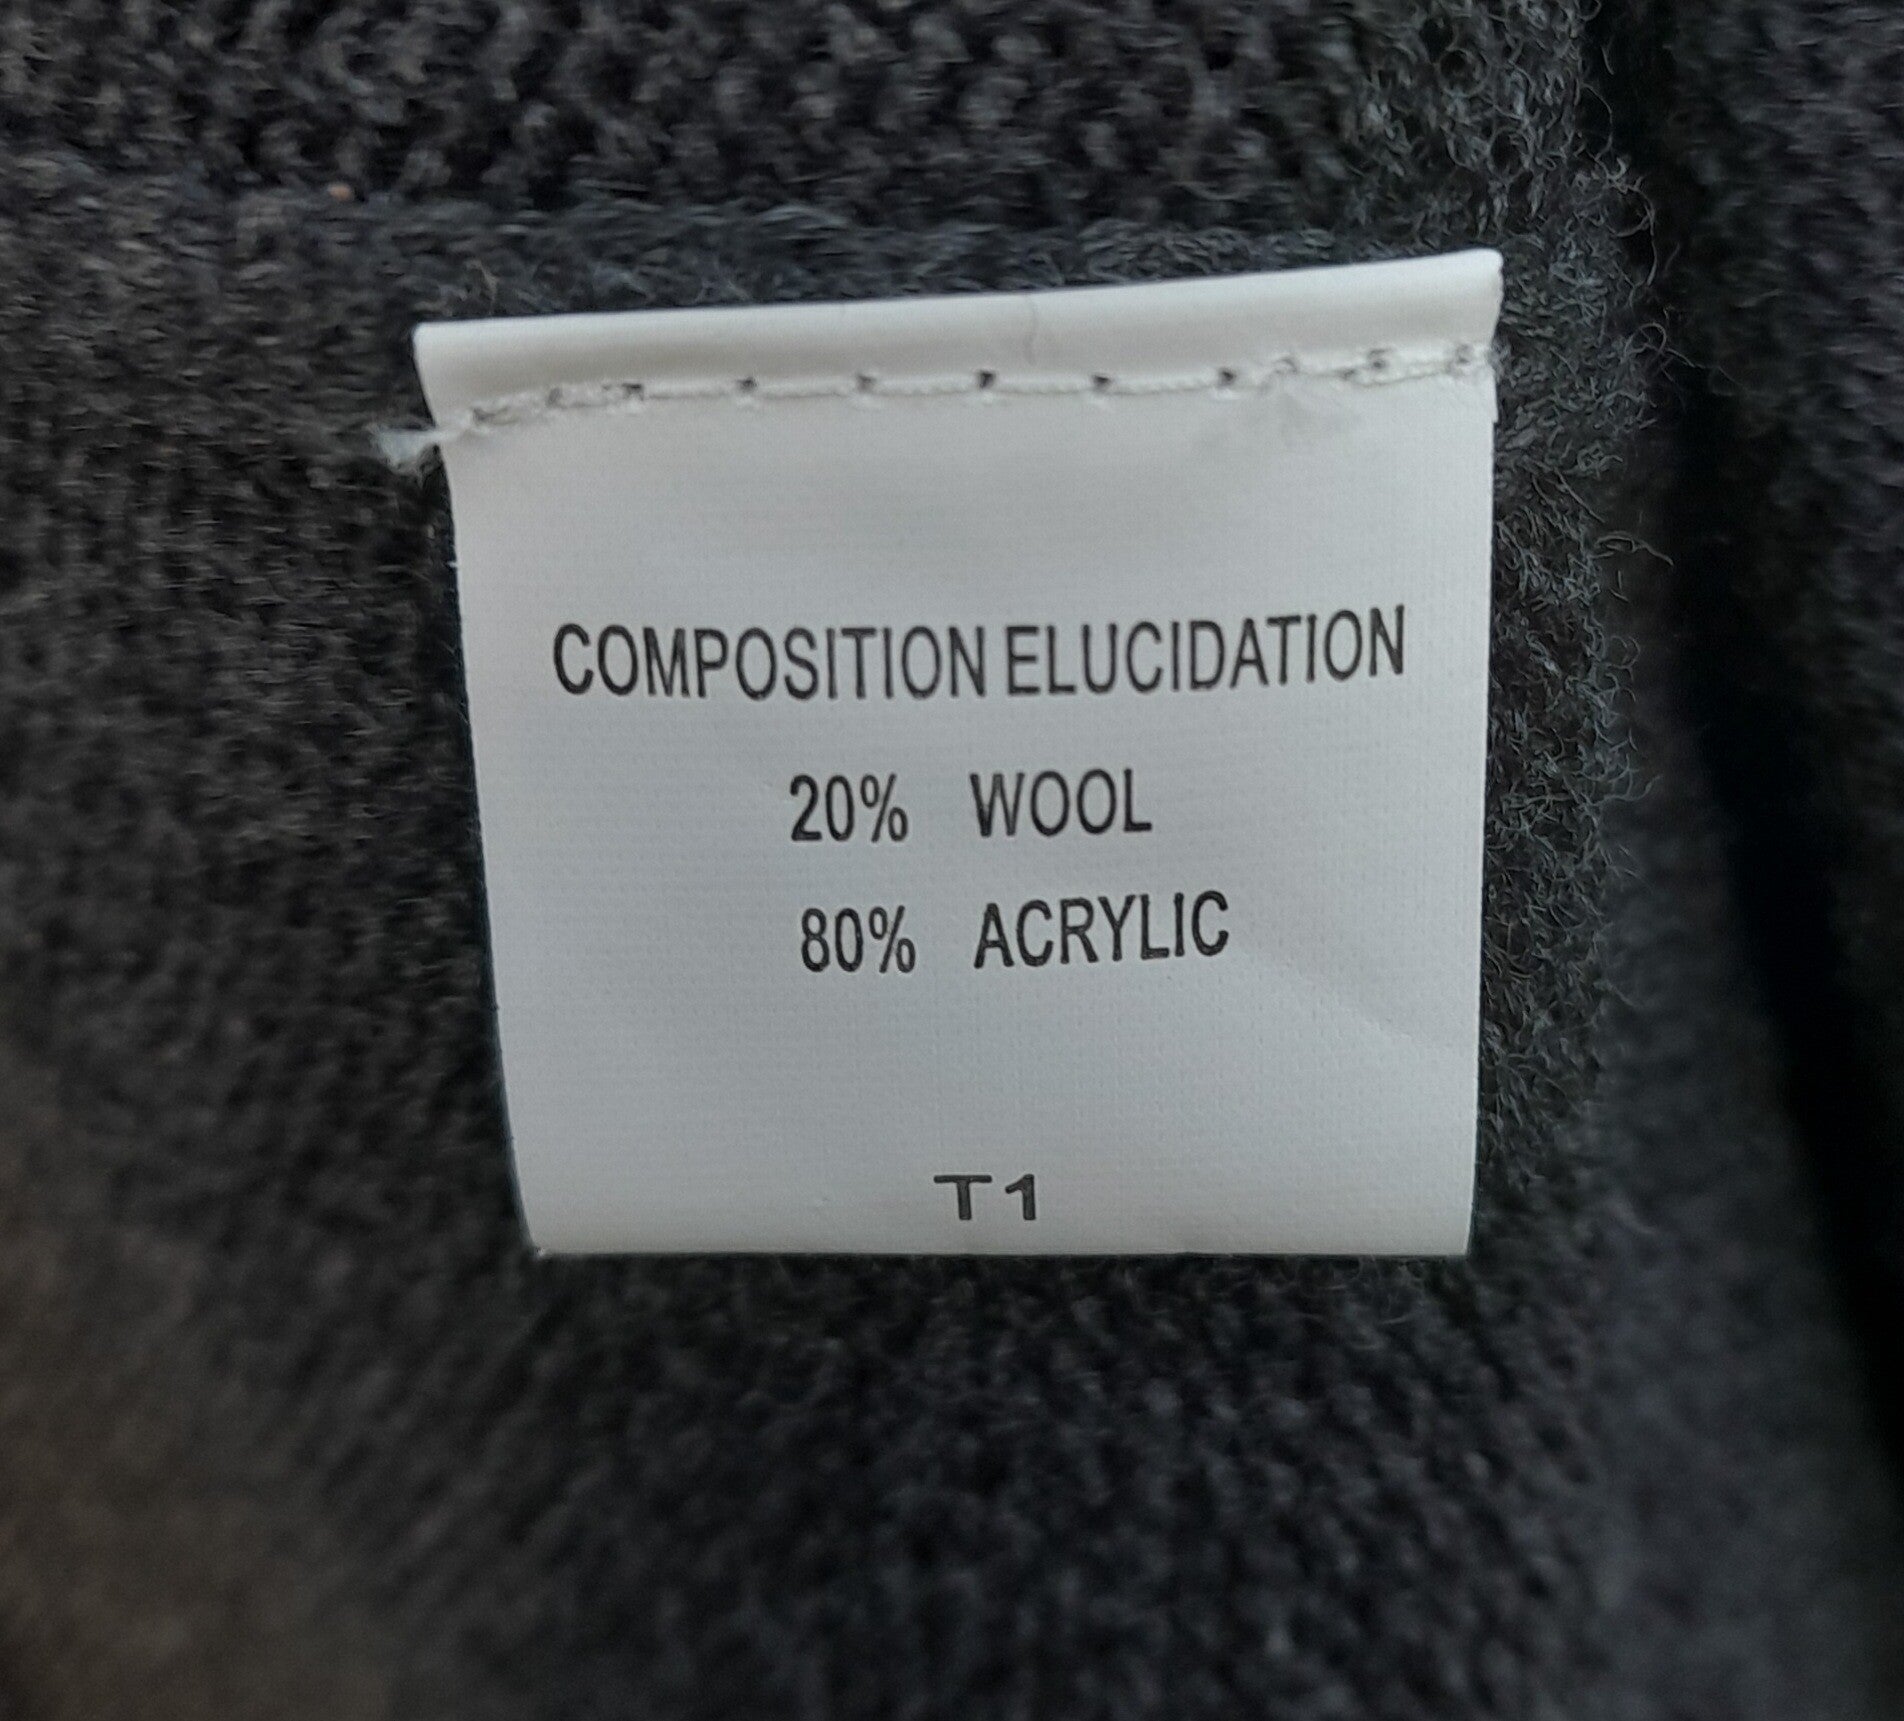 COMPOSITION ELUCIDATION
20% WOOL
80% ACRYLIC
T1